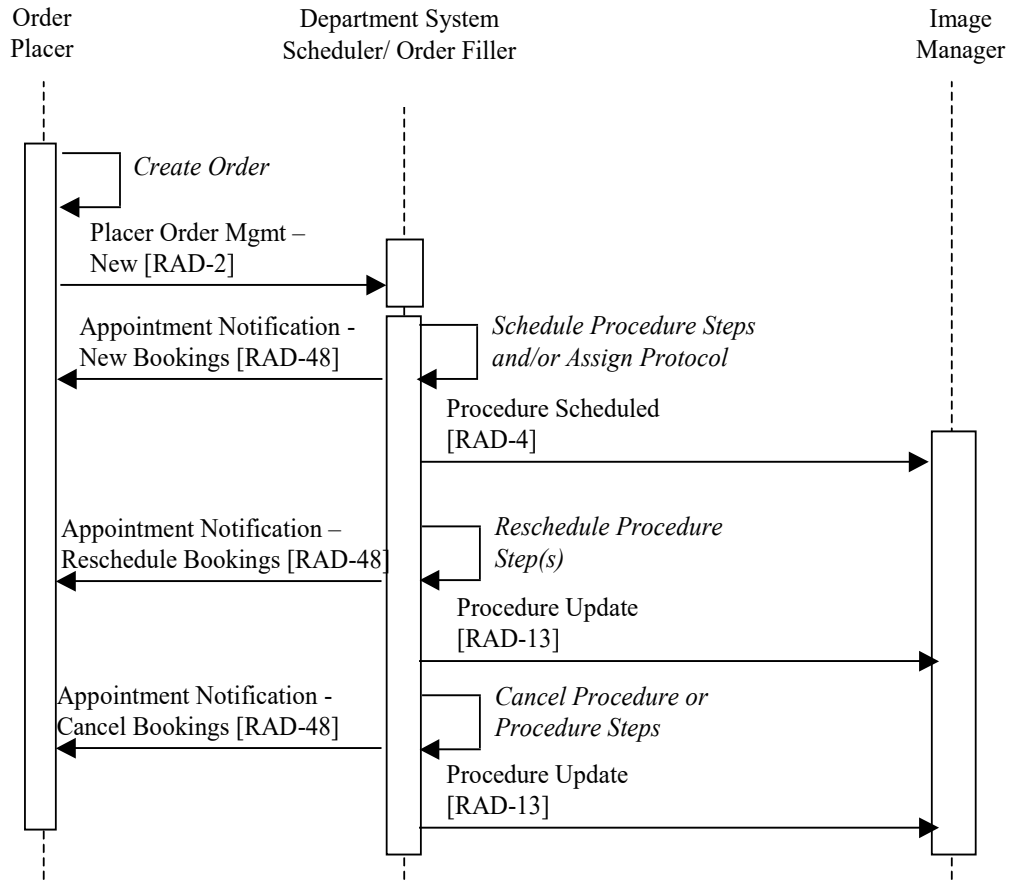 Order
Placer
Department System
Scheduler/ Order Filler
Image
Manager
Create Order
Placer Order Mgmt –
New [RAD-2]
Appointment Notification -
New Bookings [RAD-48]
Schedule Procedure Steps
and/or Assign Protocol
Procedure Scheduled
[RAD-4]
Appointment Notification –
Reschedule Bookings [RAD-48]
Reschedule Procedure
Step(s)
Procedure Update
[RAD-13]
Appointment Notification -
Cancel Bookings [RAD-48]
Cancel Procedure or
Procedure Steps
Procedure Update
[RAD-13]